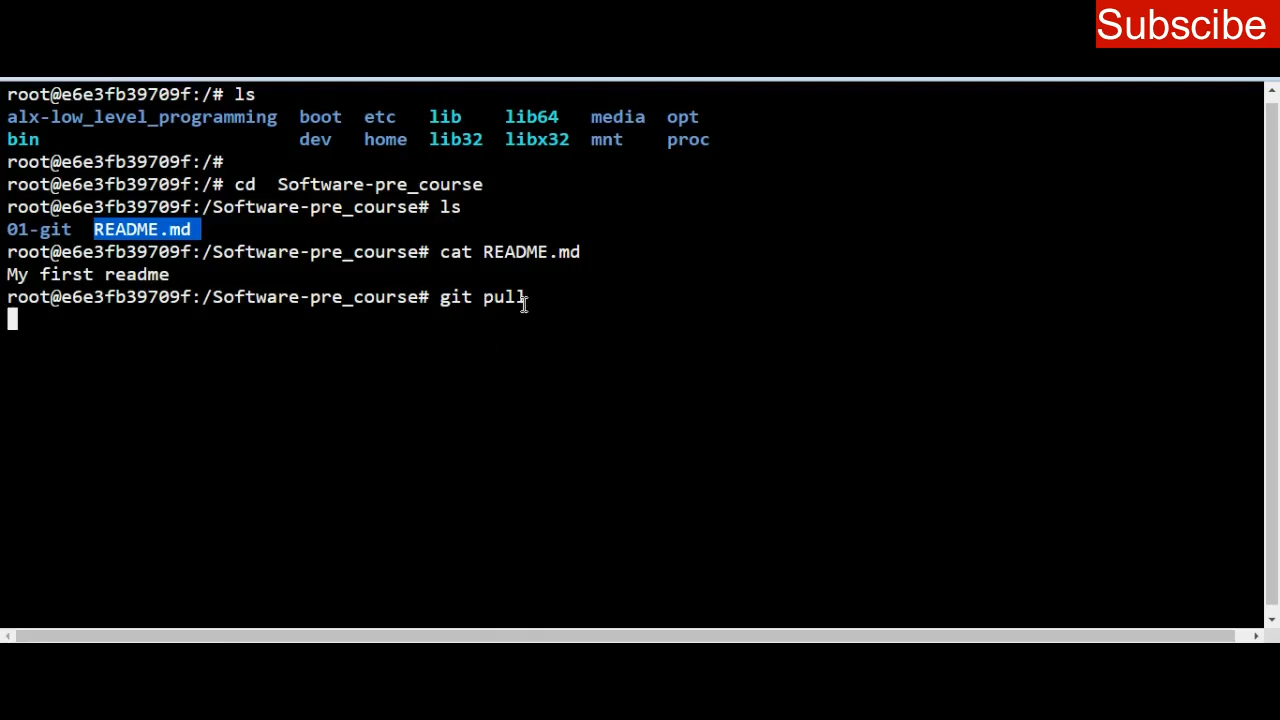 Subscibe
root@e6e3fb39709f:/# ls
alx-low_level_programming  boot  etc   lib    lib64   media  opt
bin                        dev   home  lib32  libx32  mnt    proc
root@e6e3fb39709f:/#
root@e6e3fb39709f:/# cd  Software-pre_course
root@e6e3fb39709f:/Software-pre_course# ls
01-git  README.md
root@e6e3fb39709f:/Software-pre_course# cat README.md
My first readme
root@e6e3fb39709f:/Software-pre_course# git pull